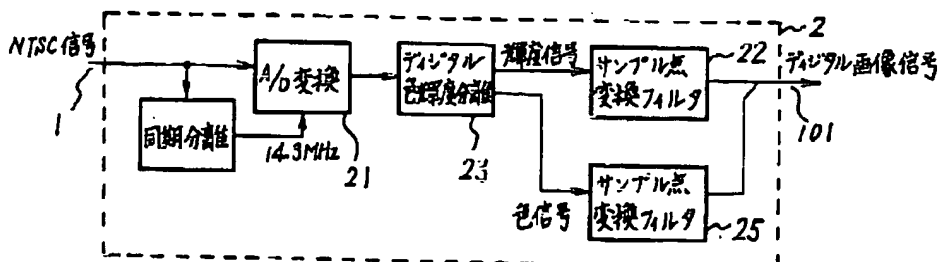 NTSC信号
1
同期分離
A/D変換
14.3MHz
21
ディジタル
色輝度分離
23
輝度信号
色信号
サンプル点
変換フィルタ
22
サンプル点
変換フィルタ
25
2
ディジタル画像信号
101